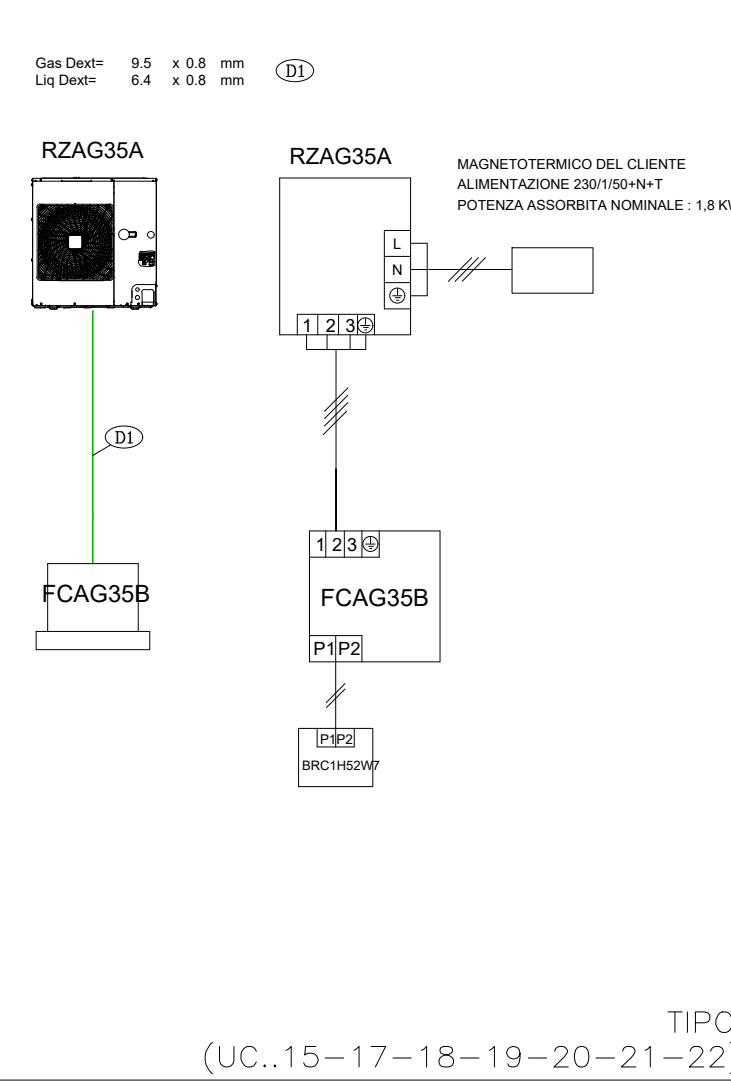 Gas Dext= 9.5 x 0.8 mm
Liq Dext= 6.4 x 0.8 mm
D1
RZAG35A
RZAG35A
MAGNETOTERMICO DEL CLIENTE
ALIMENTAZIONE 230/1/50+N+T
POTENZA ASSORBITA NOMINALE : 1,8 KW
L
N
1 2 3
D1
1 2 3
FCAG35B
FCAG35B
P1 P2
P1 P2
BRC1H52W7
TIPO
(UC..15-17-18-19-20-21-22)